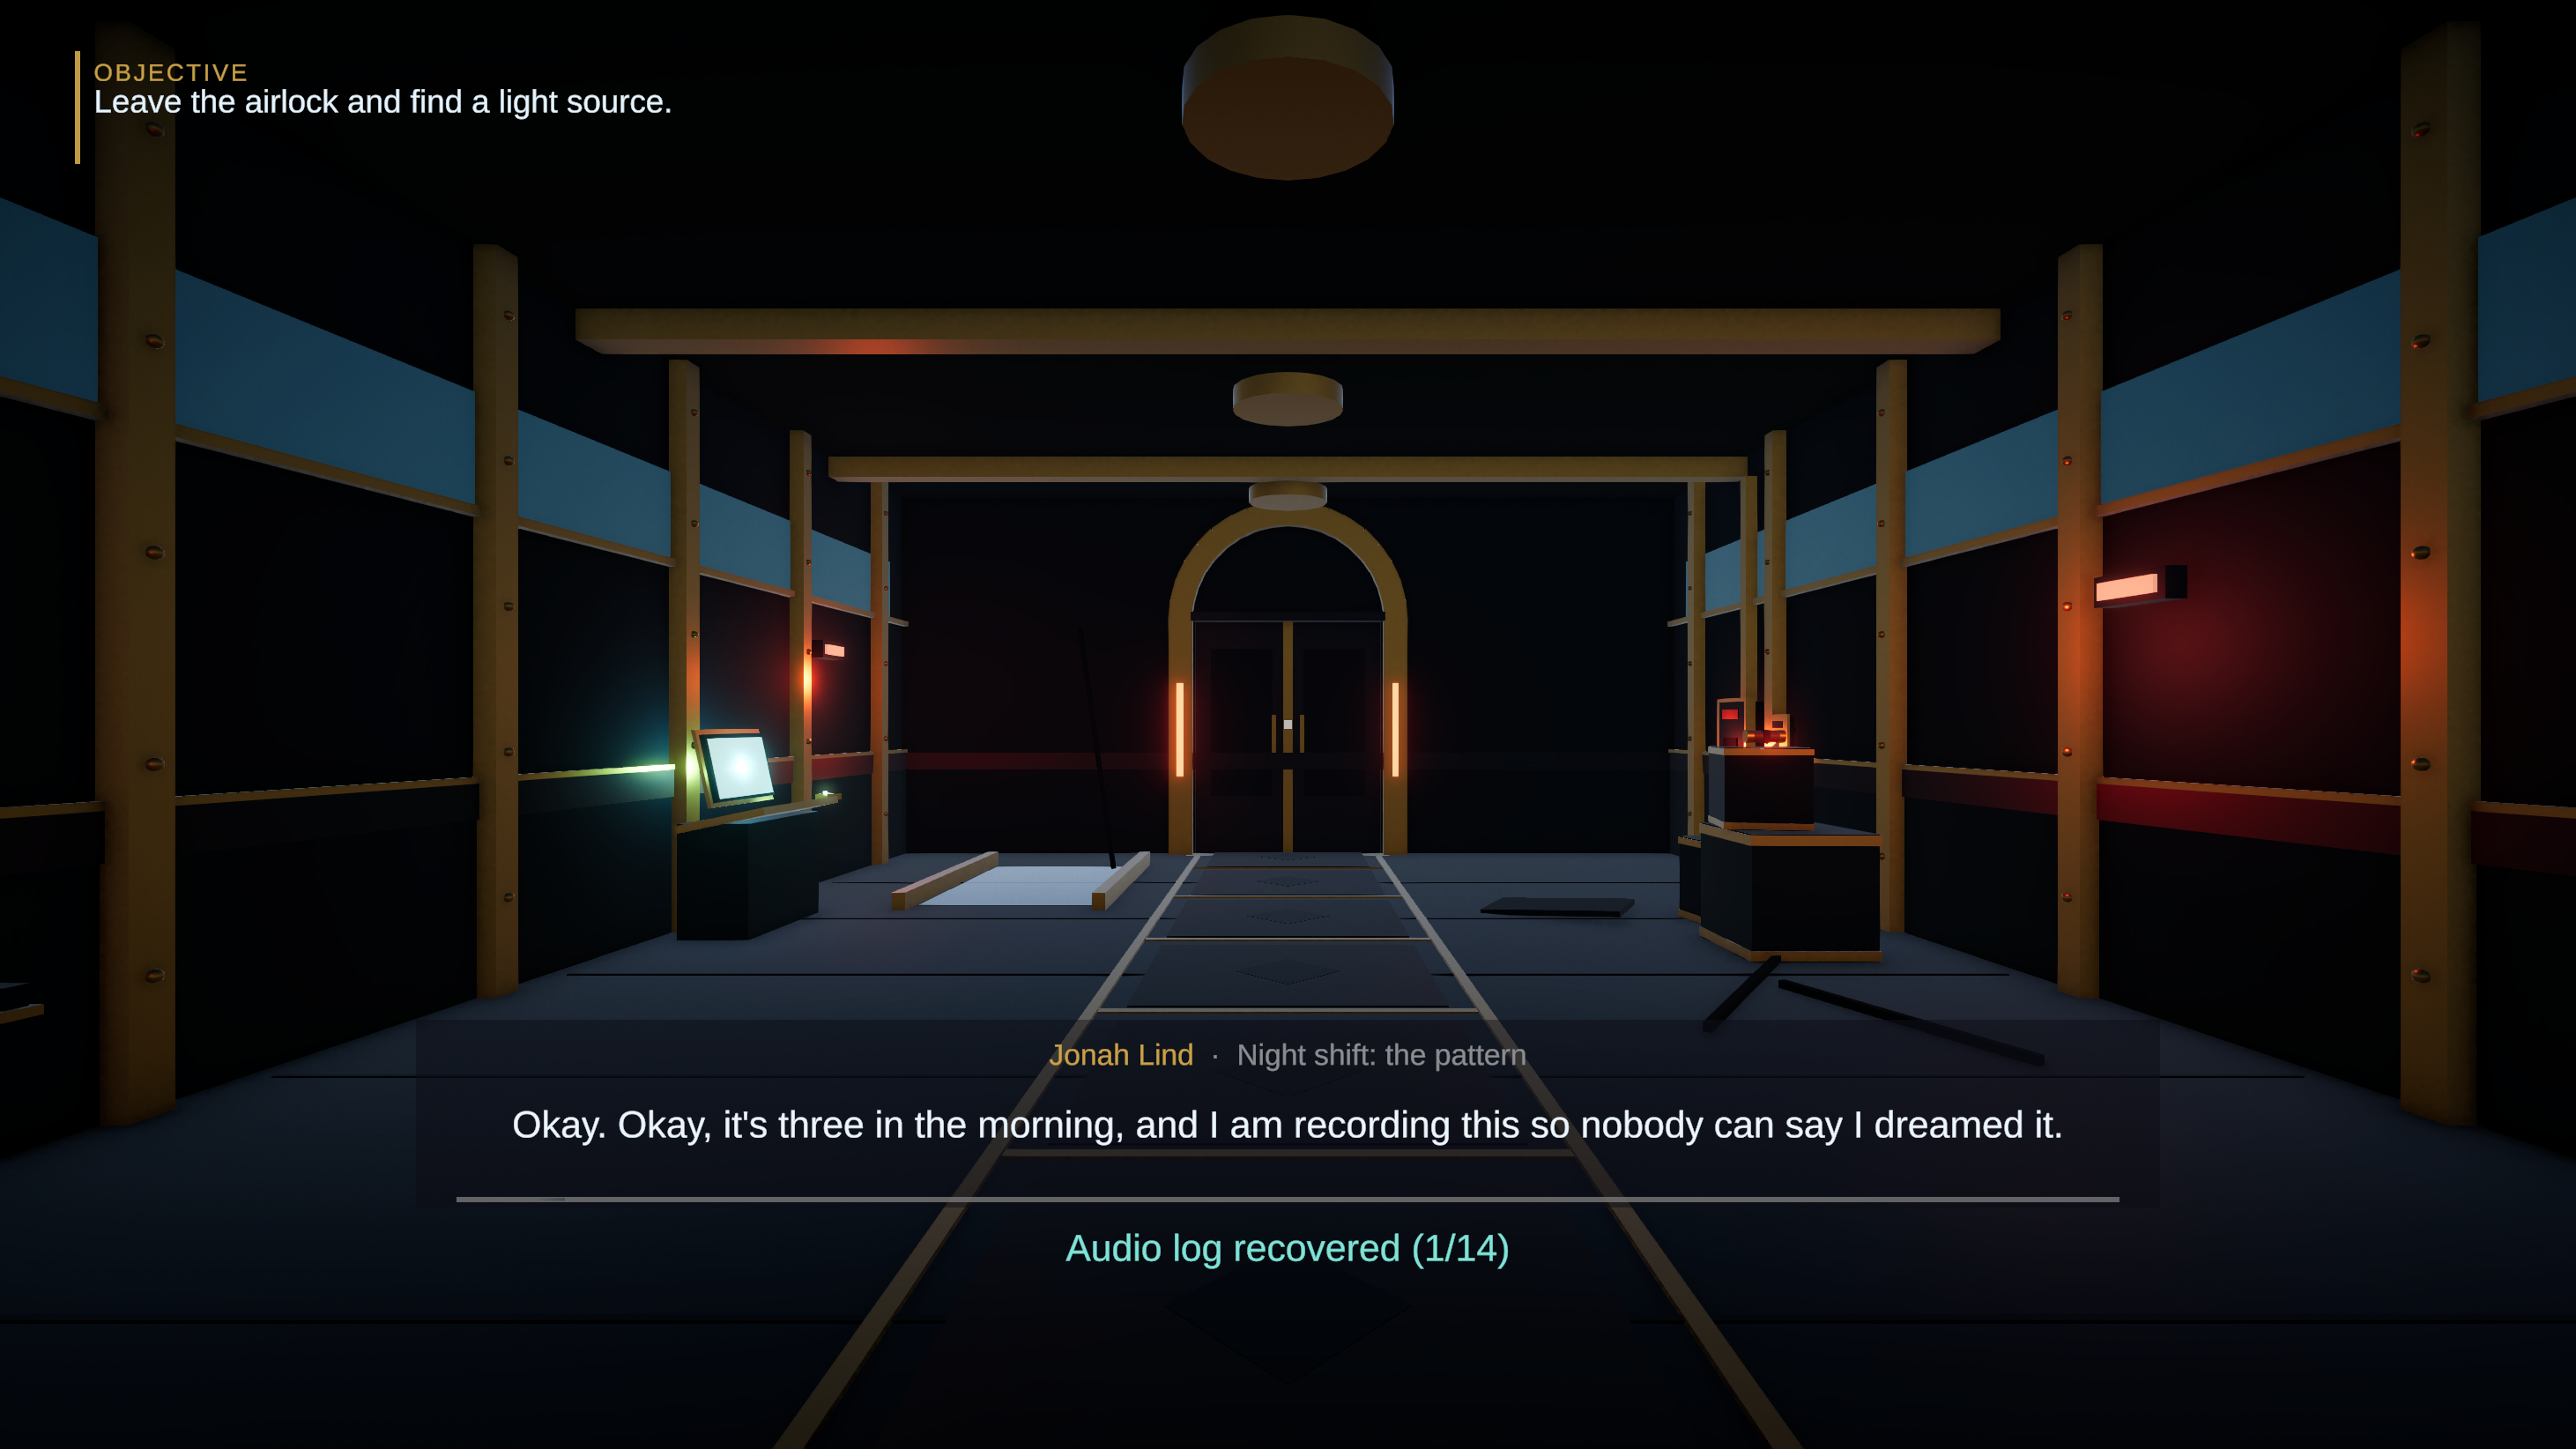 OBJECTIVE
Leave the airlock and find a light source.
Jonah Lind · Night shift: the pattern
Okay. Okay, it's three in the morning, and I am recording this so nobody can say I dreamed it.
Audio log recovered (1/14)